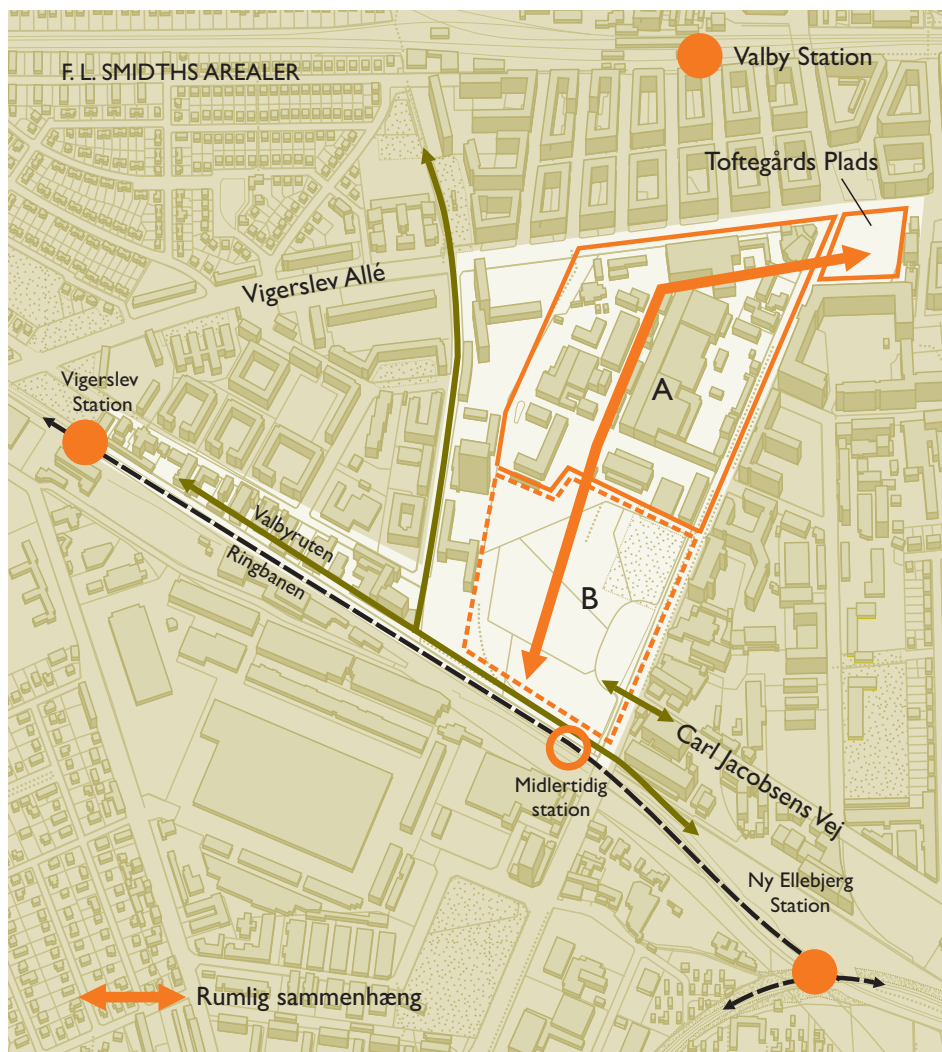 F. L. SMIDTHS AREALER
Valby Station
Toftegårds Plads
Vigerslev Allé
Vigerslev
Station
A
Valbyruten
Ringbanen
B
Carl Jacobsens Vej
Midlertidig
station
Ny Ellebjerg
Station
Rumlig sammenhæng